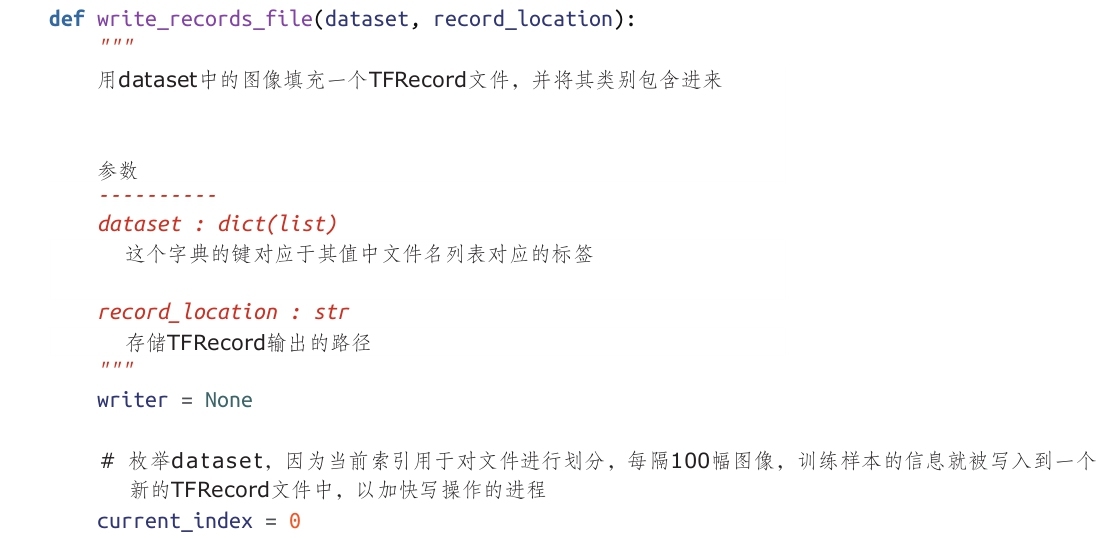 def write_records_file(dataset, record_location):
"""
用dataset中的图像填充一个TFRecord文件，并将其类别包含进来
参数
----------
dataset : dict(list)
这个字典的键对应于其值中文件名列表对应的标签
record_location : str
存储TFRecord输出的路径
"""
writer = None
# 枚举dataset，因为当前索引用于对文件进行划分，每隔100幅图像，训练样本的信息就被写入到一个
新的TFRecord文件中，以加快写操作的进程
current_index = 0